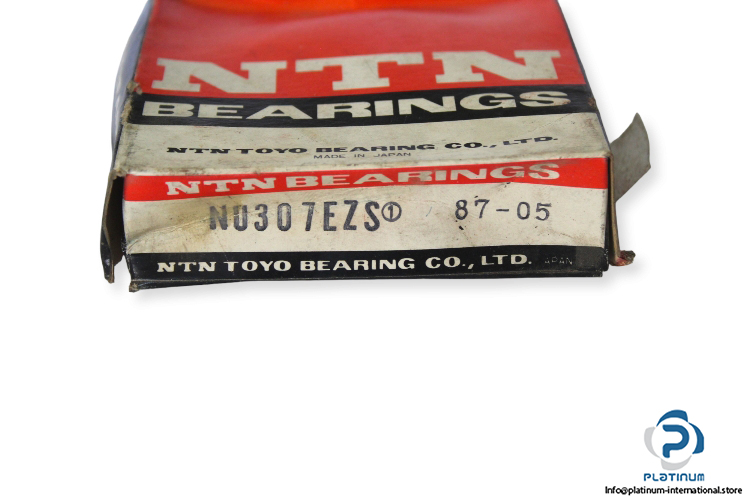 NTN
BEARINGS
NTN TOYO BEARING CO., LTD.
MADE IN JAPAN
NTN BEARINGS
NU307EZS① 87-05
NTN TOYO BEARING CO., LTD. JAPAN
PLATINUM
Info@platinum-international.store